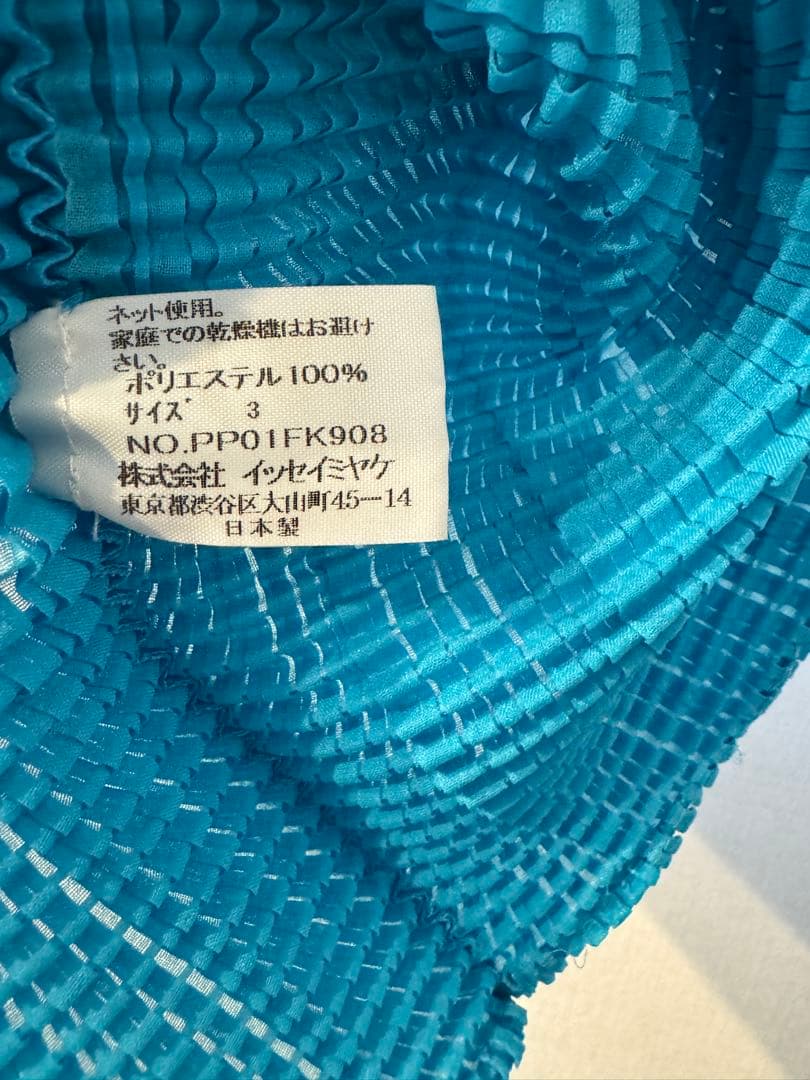 ネット使用。
家庭での乾燥機はお避け
さい。
ポリエステル100%
サイズ 3
NO.PP01FK908
株式会社 イッセイミヤケ
東京都渋谷区大山町45-14
日本製